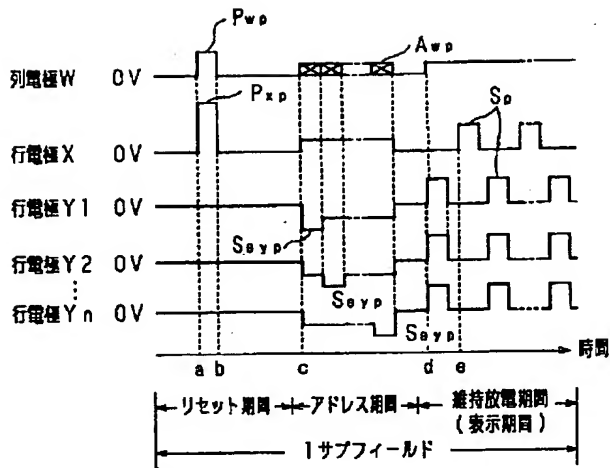 Pwp
Awp
列電極W 0V
Pxp
Sp
行電極X 0V
行電極Y1 0V
Seyp
行電極Y2 0V
Seyp
⋮
行電極Yn 0V
Seyp
時間
a b c d e
リセット期間 アドレス期間 維持放電期間
(表示期間)
1サブフィールド